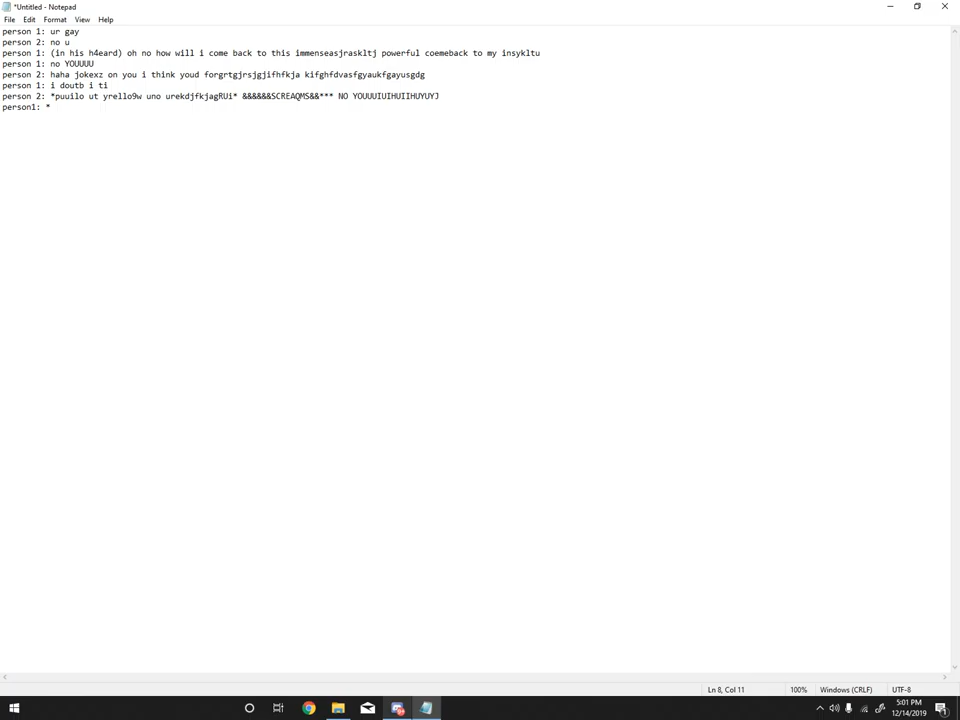 *Untitled - Notepad
File Edit Format View Help
person 1: ur gay
person 2: no u
person 1: (in his h4eard) oh no how will i come back to this immenseasjraskltj powerful coemeback to my insykltu
person 1: no YOUUUU
person 2: haha jokexz on you i think youd forgrtgjrsjgjifhfkja kifghfdvasfgyaukfgayusgdg
person 1: i doutb i ti
person 2: *puuilo ut yrello9w uno urekdjfkjagRUi* &&&&&&SCREAQMS&&*** NO YOUUUIUIHUIIHUYUYJ
person1: *
Ln 8, Col 11 100% Windows (CRLF) UTF-8
5:01 PM
12/14/2019
1